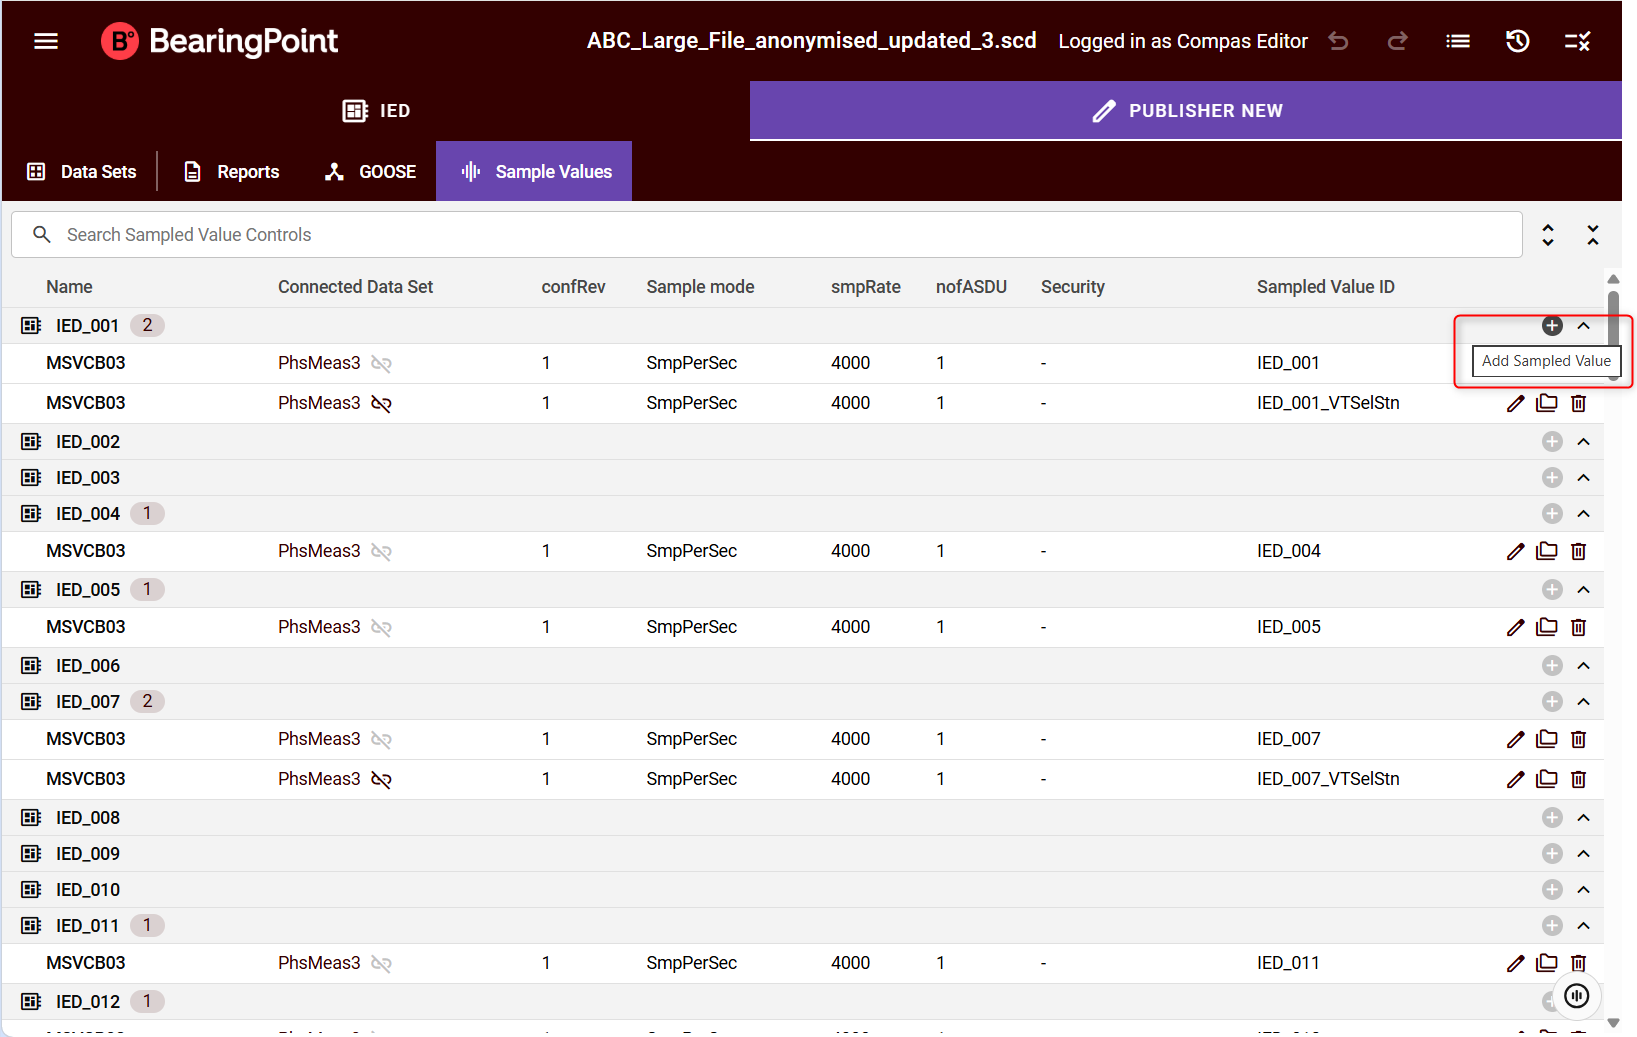 B° BearingPoint
ABC_Large_File_anonymised_updated_3.scd Logged in as Compas Editor
IED PUBLISHER NEW
Data Sets Reports GOOSE Sample Values
Search Sampled Value Controls
Name Connected Data Set confRev Sample mode smpRate nofASDU Security Sampled Value ID
IED_001 2
MSVCB03 PhsMeas3 1 SmpPerSec 4000 1 - IED_001
Add Sampled Value
MSVCB03 PhsMeas3 1 SmpPerSec 4000 1 - IED_001_VTSelStn
IED_002
IED_003
IED_004 1
MSVCB03 PhsMeas3 1 SmpPerSec 4000 1 - IED_004
IED_005 1
MSVCB03 PhsMeas3 1 SmpPerSec 4000 1 - IED_005
IED_006
IED_007 2
MSVCB03 PhsMeas3 1 SmpPerSec 4000 1 - IED_007
MSVCB03 PhsMeas3 1 SmpPerSec 4000 1 - IED_007_VTSelStn
IED_008
IED_009
IED_010
IED_011 1
MSVCB03 PhsMeas3 1 SmpPerSec 4000 1 - IED_011
IED_012 1